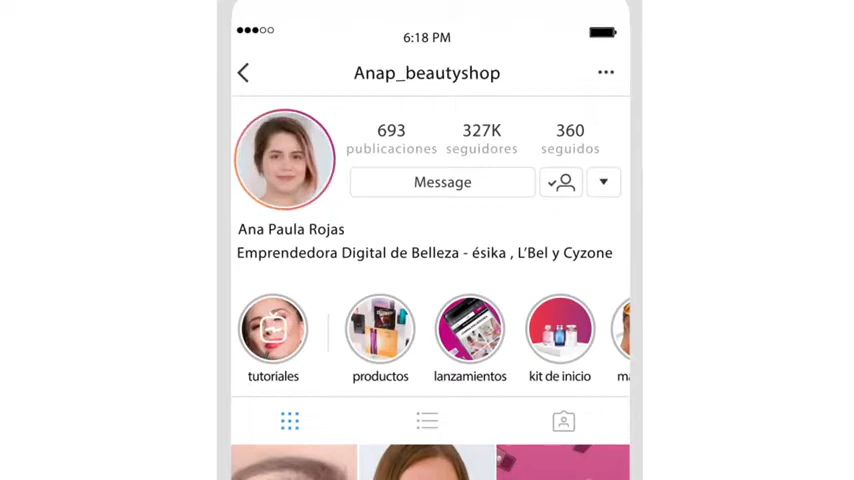 6:18 PM
Anap_beautyshop
693 327K 360
publicaciones seguidores seguidos
Message
Ana Paula Rojas
Emprendedora Digital de Belleza - ésika , L’Bel y Cyzone
tutoriales productos lanzamientos kit de inicio